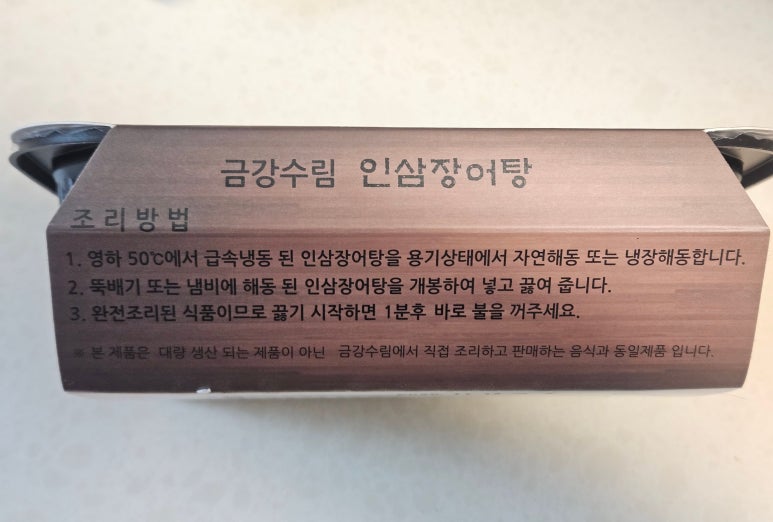 금강수림 인삼장어탕
조리방법
1. 영하 50℃에서 급속냉동 된 인삼장어탕을 용기상태에서 자연해동 또는 냉장해동합니다.
2. 뚝배기 또는 냄비에 해동 된 인삼장어탕을 개봉하여 넣고 끓여 줍니다.
3. 완전조리된 식품이므로 끓기 시작하면 1분후 바로 불을 꺼주세요.
※ 본 제품은 대량 생산 되는 제품이 아닌 금강수림에서 직접 조리하고 판매하는 음식과 동일제품 입니다.